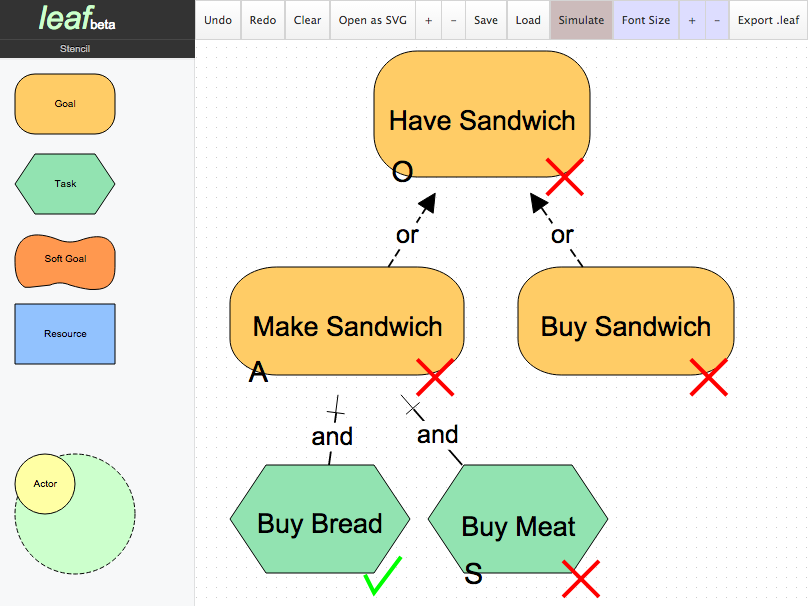 leafbeta
Stencil
Undo Redo Clear Open as SVG + - Save Load Simulate Font Size + - Export .leaf
Goal
Task
Soft Goal
Resource
Actor
Have Sandwich
O
or or
Make Sandwich Buy Sandwich
A
and and
Buy Bread Buy Meat
S